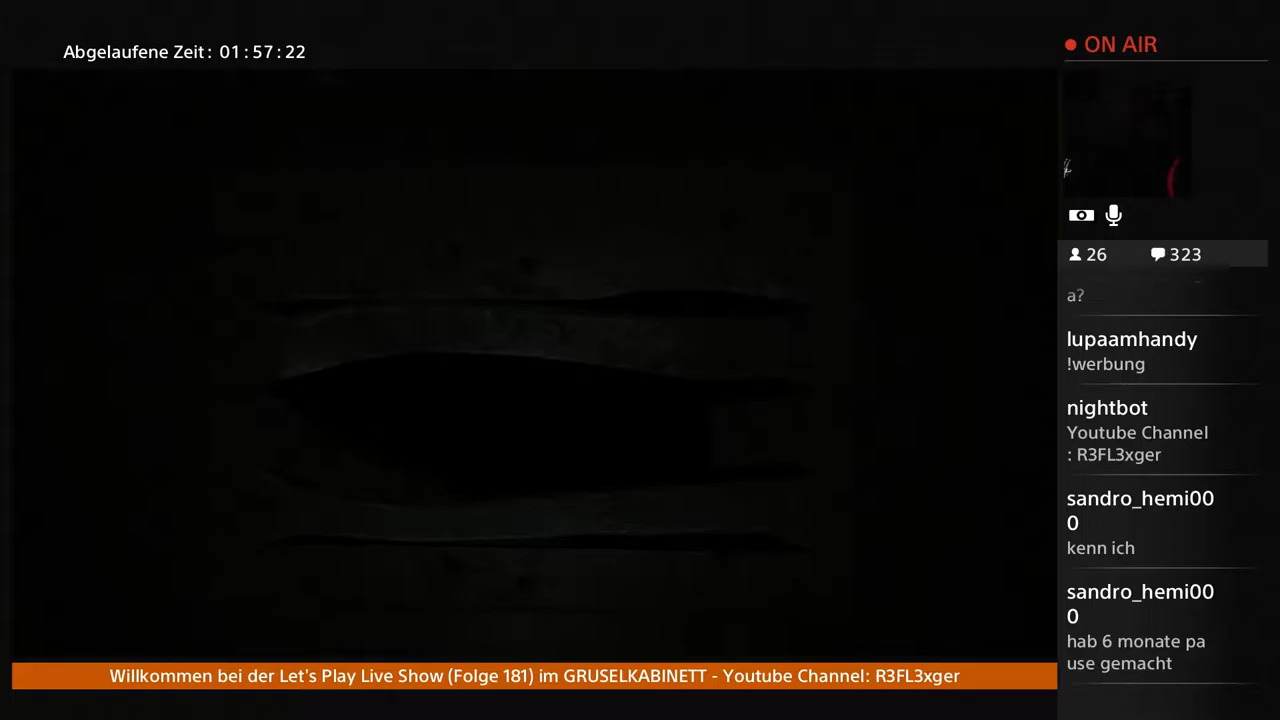 Abgelaufene Zeit: 01:57:22
ON AIR
26 323
a?
lupaamhandy
!werbung
nightbot
Youtube Channel
: R3FL3xger
sandro_hemi00
0
kenn ich
sandro_hemi00
0
hab 6 monate pa
use gemacht
Willkommen bei der Let's Play Live Show (Folge 181) im GRUSELKABINETT - Youtube Channel: R3FL3xger